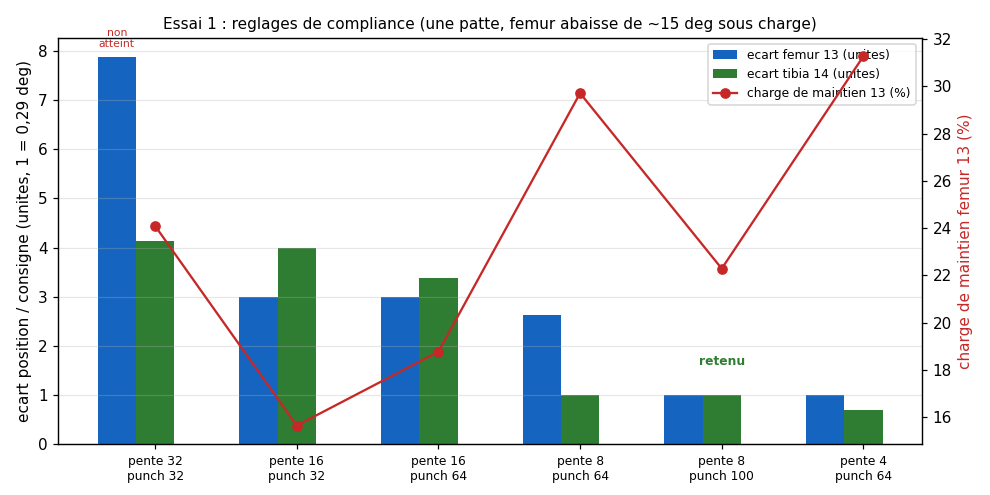 Essai 1 : reglages de compliance (une patte, femur abaisse de ~15 deg sous charge)
non
atteint
ecart femur 13 (unites)
ecart tibia 14 (unites)
charge de maintien 13 (%)
retenu
ecart position / consigne (unites, 1 = 0,29 deg)
8
7
6
5
4
3
2
1
0
charge de maintien femur 13 (%)
32
30
28
26
24
22
20
18
16
pente 32
punch 32
pente 16
punch 32
pente 16
punch 64
pente 8
punch 64
pente 8
punch 100
pente 4
punch 64